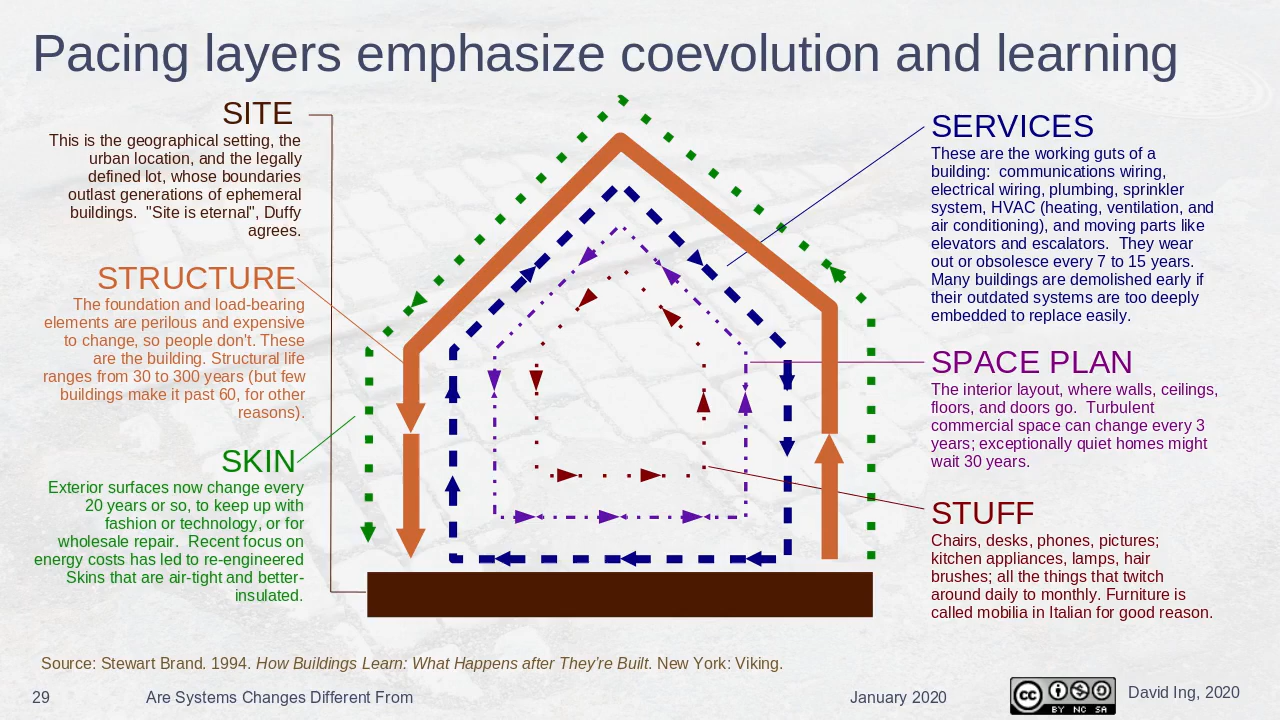 Pacing layers emphasize coevolution and learning
SITE
This is the geographical setting, the
urban location, and the legally
defined lot, whose boundaries
outlast generations of ephemeral
buildings.  "Site is eternal", Duffy
agrees.
STRUCTURE
The foundation and load-bearing
elements are perilous and expensive
to change, so people don't. These
are the building. Structural life
ranges from 30 to 300 years (but few
buildings make it past 60, for other
reasons).
SKIN
Exterior surfaces now change every
20 years or so, to keep up with
fashion or technology, or for
wholesale repair.  Recent focus on
energy costs has led to re-engineered
Skins that are air-tight and better-
insulated.
SERVICES
These are the working guts of a
building:  communications wiring,
electrical wiring, plumbing, sprinkler
system, HVAC (heating, ventilation, and
air conditioning), and moving parts like
elevators and escalators.  They wear
out or obsolesce every 7 to 15 years.
Many buildings are demolished early if
their outdated systems are too deeply
embedded to replace easily.
SPACE PLAN
The interior layout, where walls, ceilings,
floors, and doors go.  Turbulent
commercial space can change every 3
years; exceptionally quiet homes might
wait 30 years.
STUFF
Chairs, desks, phones, pictures;
kitchen appliances, lamps, hair
brushes; all the things that twitch
around daily to monthly. Furniture is
called mobilia in Italian for good reason.
Source: Stewart Brand. 1994. How Buildings Learn: What Happens after They're Built. New York: Viking.
29
Are Systems Changes Different From
January 2020
cc
BY NC SA
David Ing, 2020